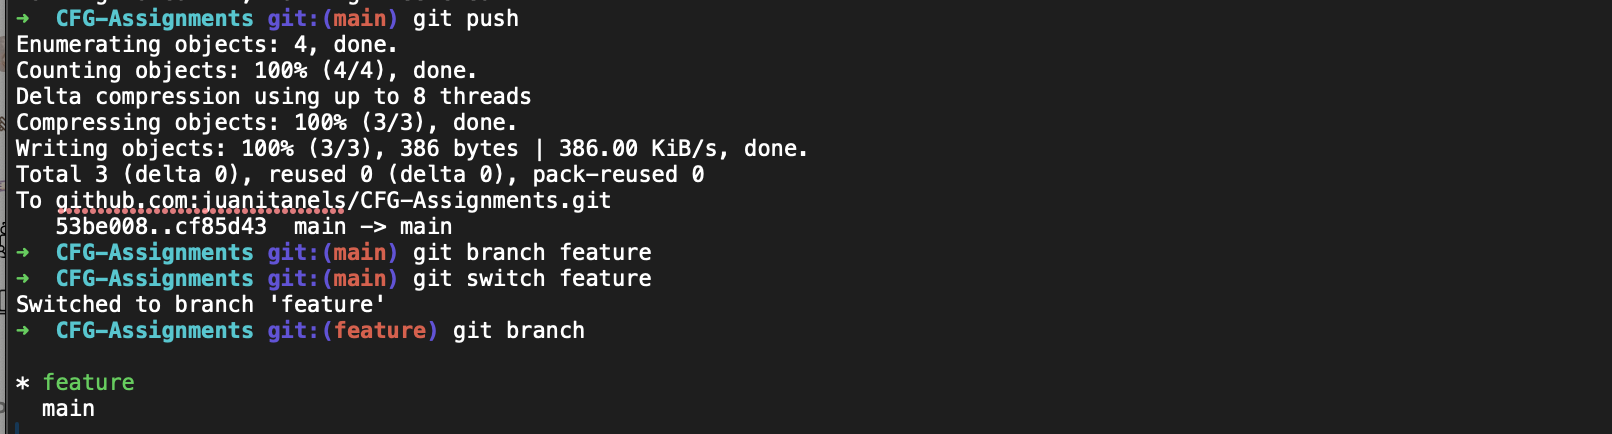 ➜  CFG-Assignments git:(main) git push
Enumerating objects: 4, done.
Counting objects: 100% (4/4), done.
Delta compression using up to 8 threads
Compressing objects: 100% (3/3), done.
Writing objects: 100% (3/3), 386 bytes | 386.00 KiB/s, done.
Total 3 (delta 0), reused 0 (delta 0), pack-reused 0
To github.com:juanitanels/CFG-Assignments.git
   53be008..cf85d43  main -> main
➜  CFG-Assignments git:(main) git branch feature
➜  CFG-Assignments git:(main) git switch feature
Switched to branch 'feature'
➜  CFG-Assignments git:(feature) git branch
* feature
  main